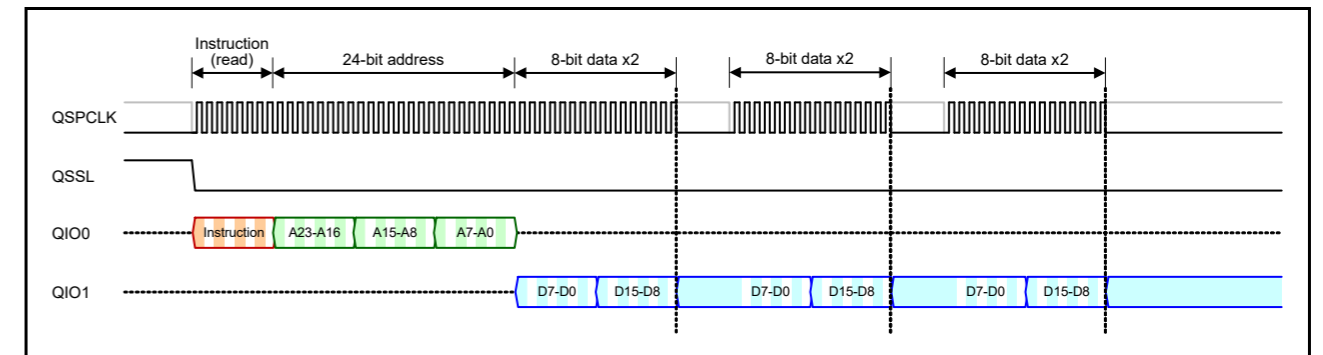 Instruction
(read)
24-bit address
8-bit data x2
8-bit data x2
8-bit data x2
QSPCLK
QSSL
QIO0
Instruction
A23-A16
A15-A8
A7-A0
QIO1
D7-D0
D15-D8
D7-D0
D15-D8
D7-D0
D15-D8